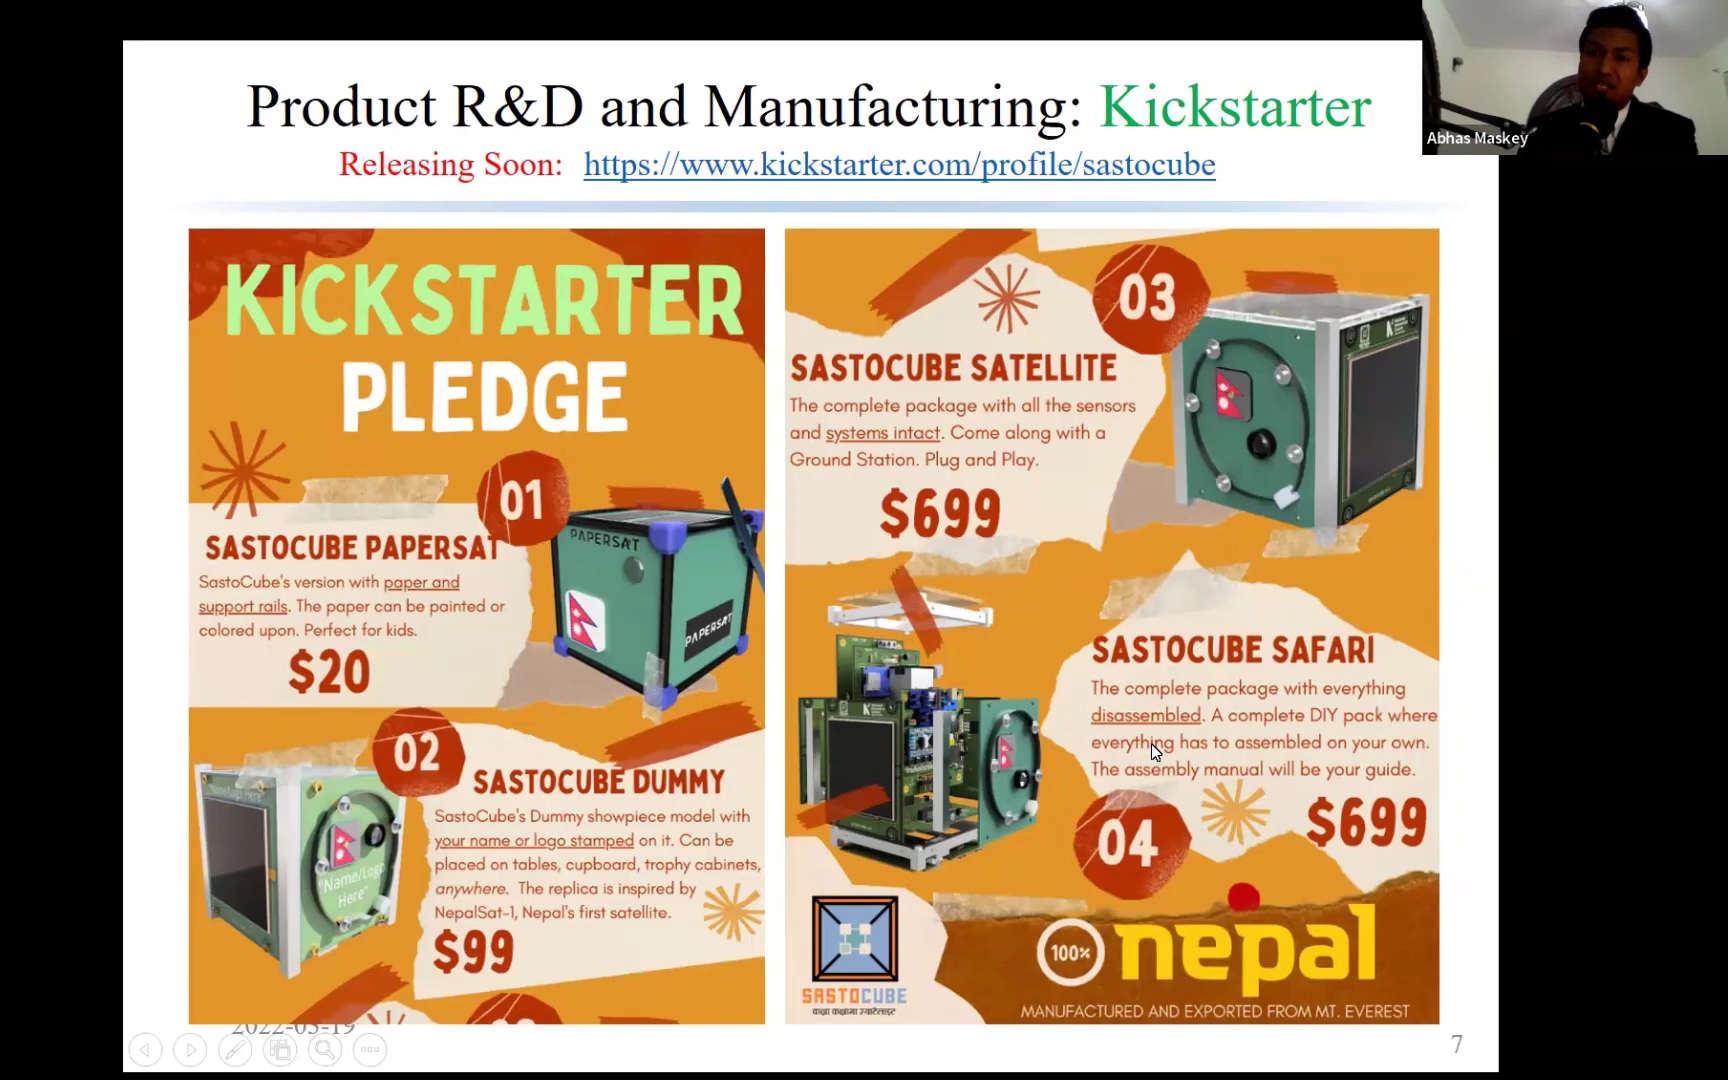 Product R&D and Manufacturing: Kickstarter
Releasing Soon: https://www.kickstarter.com/profile/sastocube
Abhas Maskey
KICKSTARTER
PLEDGE
01
SASTOCUBE PAPERSAT
SastoCube's version with paper and
support rails. The paper can be painted or
colored upon. Perfect for kids.
$20
PAPERSAT
PAPERSAT
02
SASTOCUBE DUMMY
SastoCube's Dummy showpiece model with
your name or logo stamped on it. Can be
placed on tables, cupboard, trophy cabinets,
anywhere. The replica is inspired by
NepalSat-1, Nepal's first satellite.
$99
"Name/Logo
Here"
03
SASTOCUBE SATELLITE
The complete package with all the sensors
and systems intact. Come along with a
Ground Station. Plug and Play.
$699
SASTOCUBE SAFARI
The complete package with everything
disassembled. A complete DIY pack where
everything has to assembled on your own.
The assembly manual will be your guide.
$699
04
SASTOCUBE
100%
nepal
MANUFACTURED AND EXPORTED FROM MT. EVEREST
2022-03-19
7